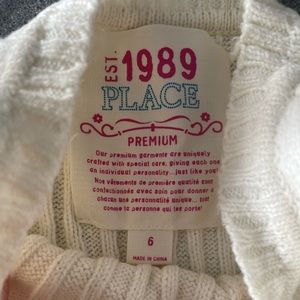 EST. 1989
PLACE
PREMIUM
Our premium garments are uniquely
crafted with special care, giving each one
an individual personality... just like you!
Nos vêtements de première qualité sont
confectionnés avec soin pour donner à
chacun une personnalité unique... tout
comme la personne qui les porte!
6
MADE IN CHINA